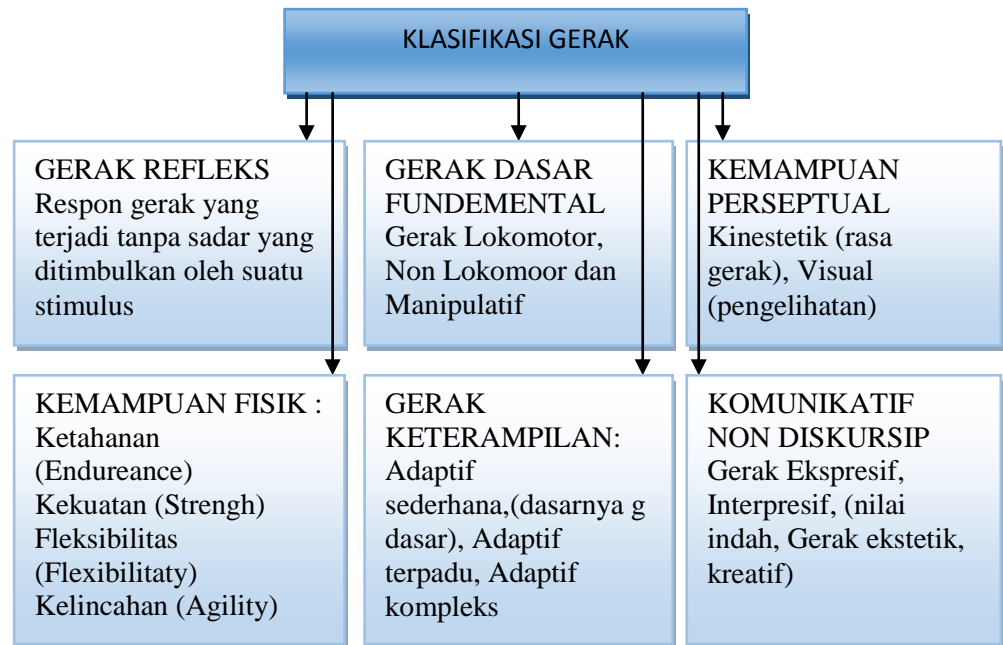 KLASIFIKASI GERAK
GERAK REFLEKS
Respon gerak yang
terjadi tanpa sadar yang
ditimbulkan oleh suatu
stimulus
GERAK DASAR
FUNDEMENTAL
Gerak Lokomotor,
Non Lokomoor dan
Manipulatif
KEMAMPUAN
PERSEPTUAL
Kinestetik (rasa
gerak), Visual
(pengelihatan)
KEMAMPUAN FISIK :
Ketahanan
(Endureance)
Kekuatan (Strengh)
Fleksibilitas
(Flexibilitaty)
Kelincahan (Agility)
GERAK
KETERAMPILAN:
Adaptif
sederhana,(dasarnya g
dasar), Adaptif
terpadu, Adaptif
kompleks
KOMUNIKATIF
NON DISKURSIP
Gerak Ekspresif,
Interpresif, (nilai
indah, Gerak ekstetik,
kreatif)